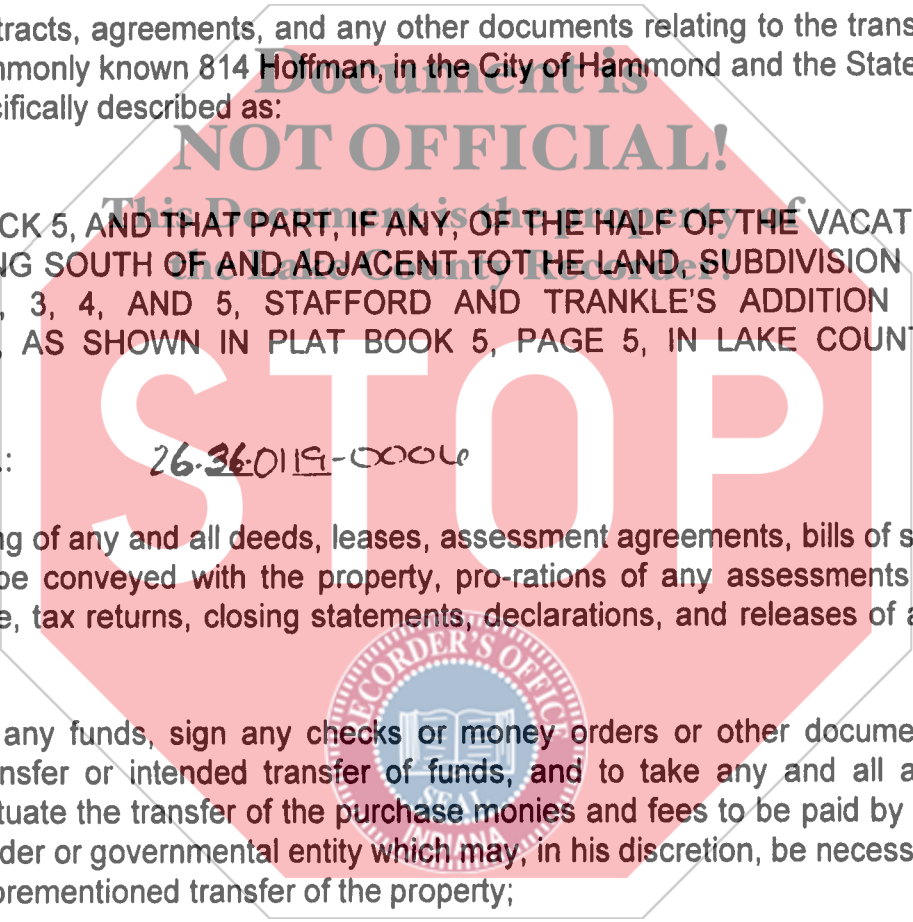 tracts, agreements, and any other documents relating to the trans
mmonly known 814 Hoffman, in the City of Hammond and the State
cifically described as:
Document is
NOT OFFICIAL!
This Document is the property of
the Lake County Recorder!
CK 5, AND THAT PART, IF ANY, OF THE HALF OF THE VACAT
NG SOUTH OF AND ADJACENT TOTHE LAND, SUBDIVISION
, 3, 4, AND 5, STAFFORD AND TRANKLE'S ADDITION
, AS SHOWN IN PLAT BOOK 5, PAGE 5, IN LAKE COUNT
.: 26-36-0119-0006
STOP
ng of any and all deeds, leases, assessment agreements, bills of s
be conveyed with the property, pro-rations of any assessments
e, tax returns, closing statements, declarations, and releases of a
RECORDER'S OFFICE
SEAL
INDIANA
any funds, sign any checks or money orders or other docume
nsfer or intended transfer of funds, and to take any and all a
tuate the transfer of the purchase monies and fees to be paid by
der or governmental entity which may, in his discretion, be necess
orementioned transfer of the property;